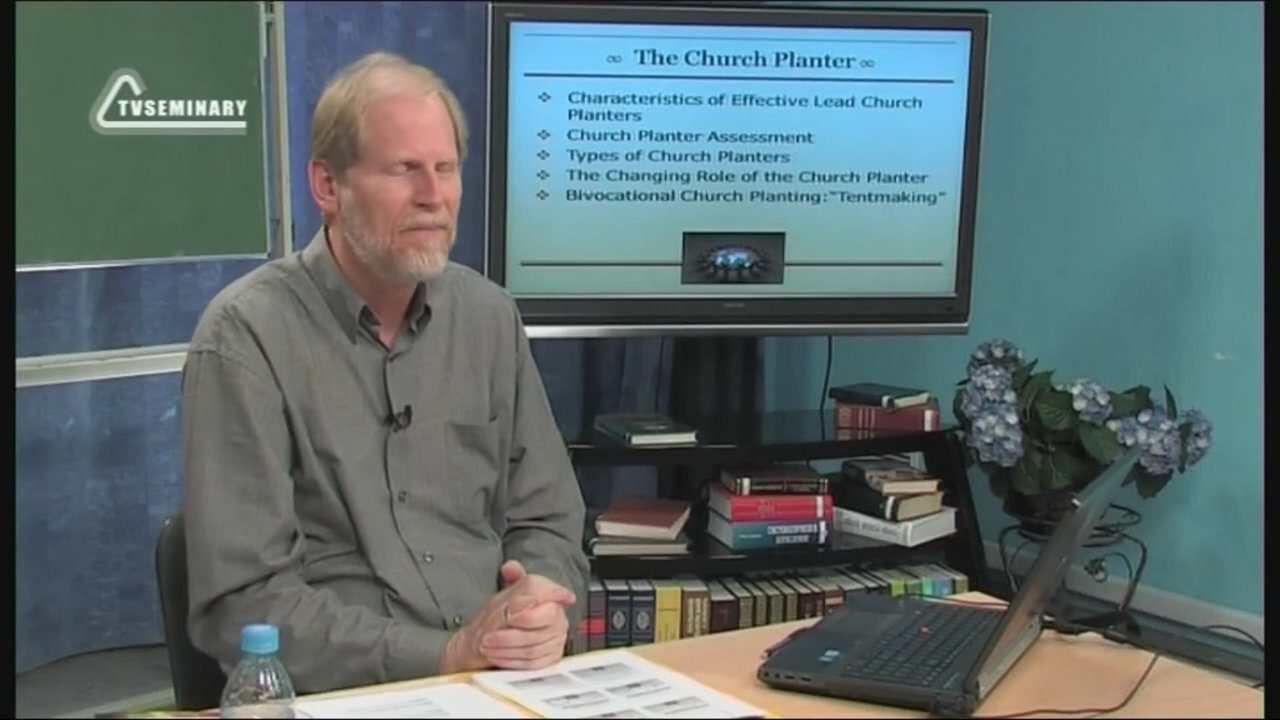 TVSEMINARY
∞ The Church Planter ∞
❖ Characteristics of Effective Lead Church
Planters
❖ Church Planter Assessment
❖ Types of Church Planters
❖ The Changing Role of the Church Planter
❖ Bivocational Church Planting:"Tentmaking"